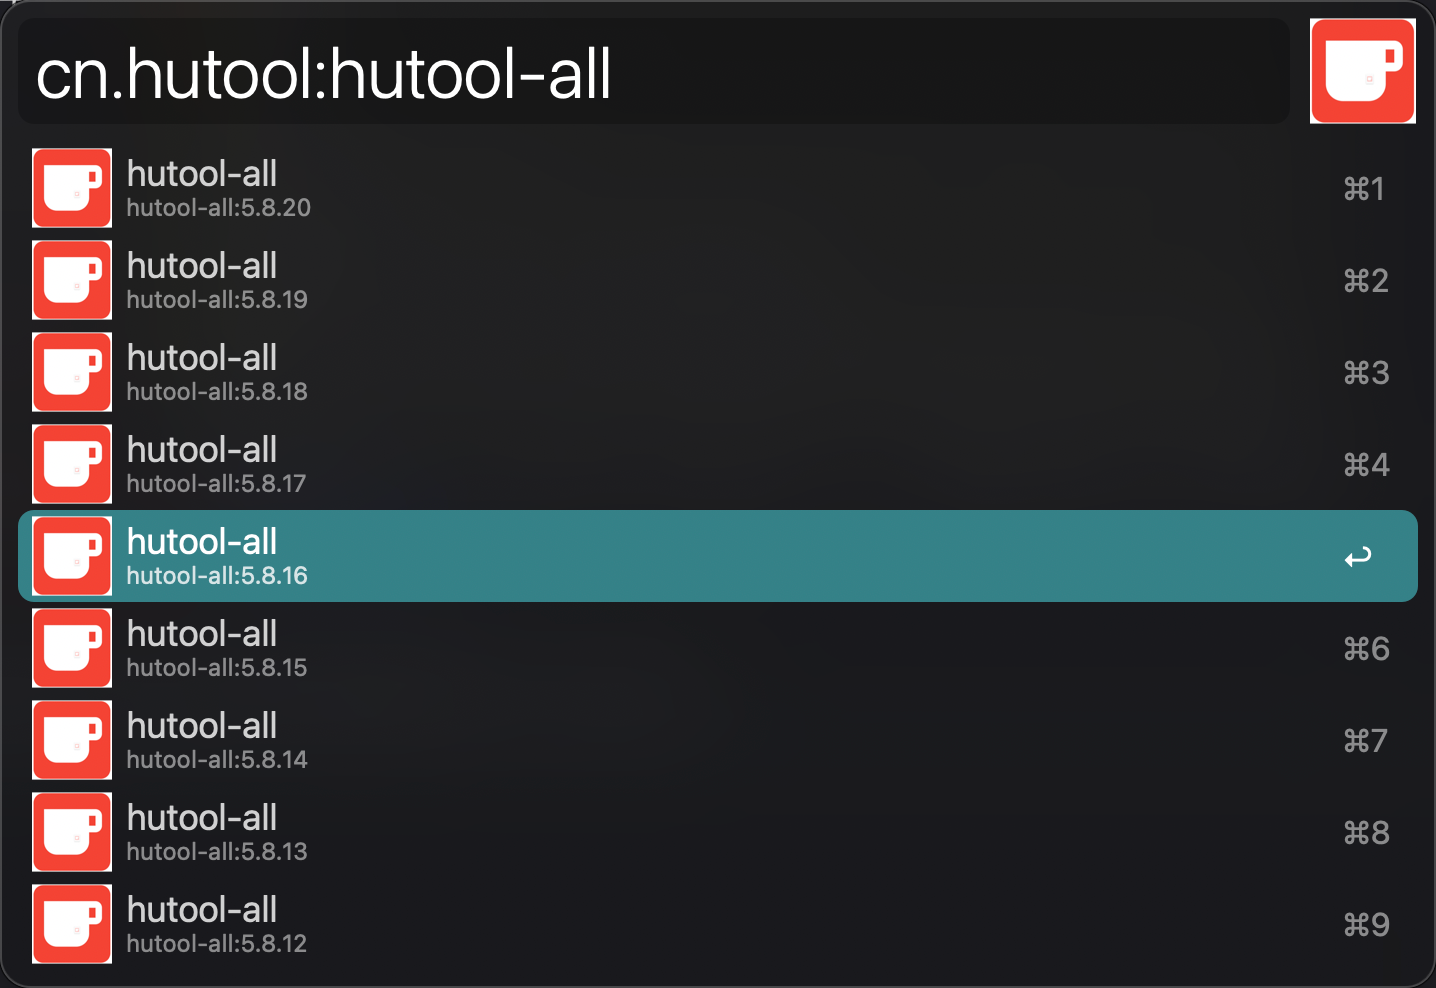 cn.hutool:hutool-all
hutool-all
hutool-all:5.8.20
⌘1
hutool-all
hutool-all:5.8.19
⌘2
hutool-all
hutool-all:5.8.18
⌘3
hutool-all
hutool-all:5.8.17
⌘4
hutool-all
hutool-all:5.8.16
↩
hutool-all
hutool-all:5.8.15
⌘6
hutool-all
hutool-all:5.8.14
⌘7
hutool-all
hutool-all:5.8.13
⌘8
hutool-all
hutool-all:5.8.12
⌘9